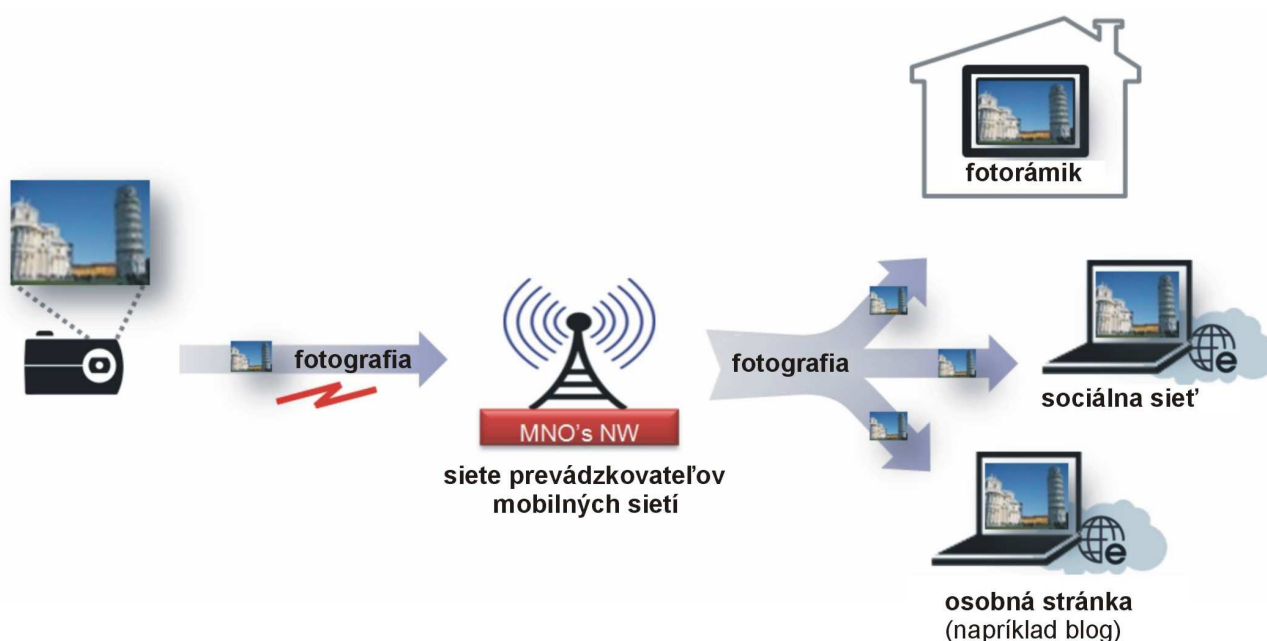 fotorámik
fotografia
MNO's NW
siete prevádzkovateľov
mobilných sietí
fotografia
e
sociálna sieť
e
osobná stránka
(napríklad blog)